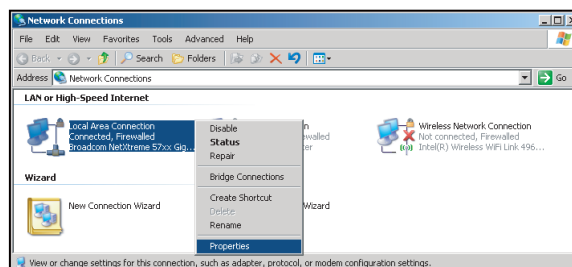 Network Connections
File Edit View Favorites Tools Advanced Help
Back Search Folders
Address Network Connections Go
LAN or High-Speed Internet
Local Area Connection
Connected, Firewalled
Broadcom NetXtreme 57xx Gig...
Disable
Status
Repair
Bridge Connections
Create Shortcut
Delete
Rename
Properties
Wireless Network Connection
Not connected, Firewalled
Intel(R) Wireless WiFi Link 496...
Wizard
New Connection Wizard
Wizard
View or change settings for this connection, such as adapter, protocol, or modem configuration settings.